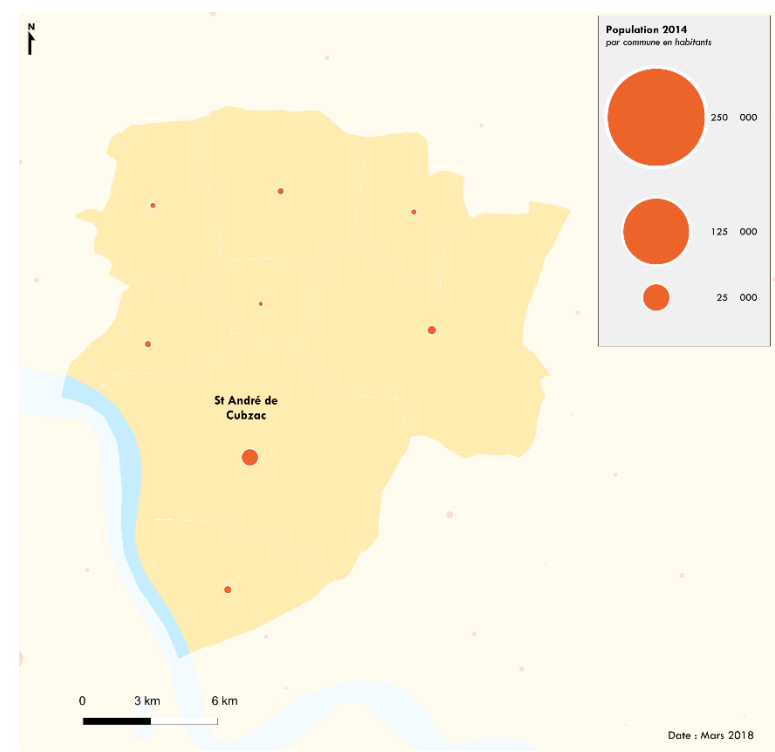 N
Population 2014
par commune en habitants
250 000
125 000
25 000
St André de
Cubzac
0 3 km 6 km
Date : Mars 2018